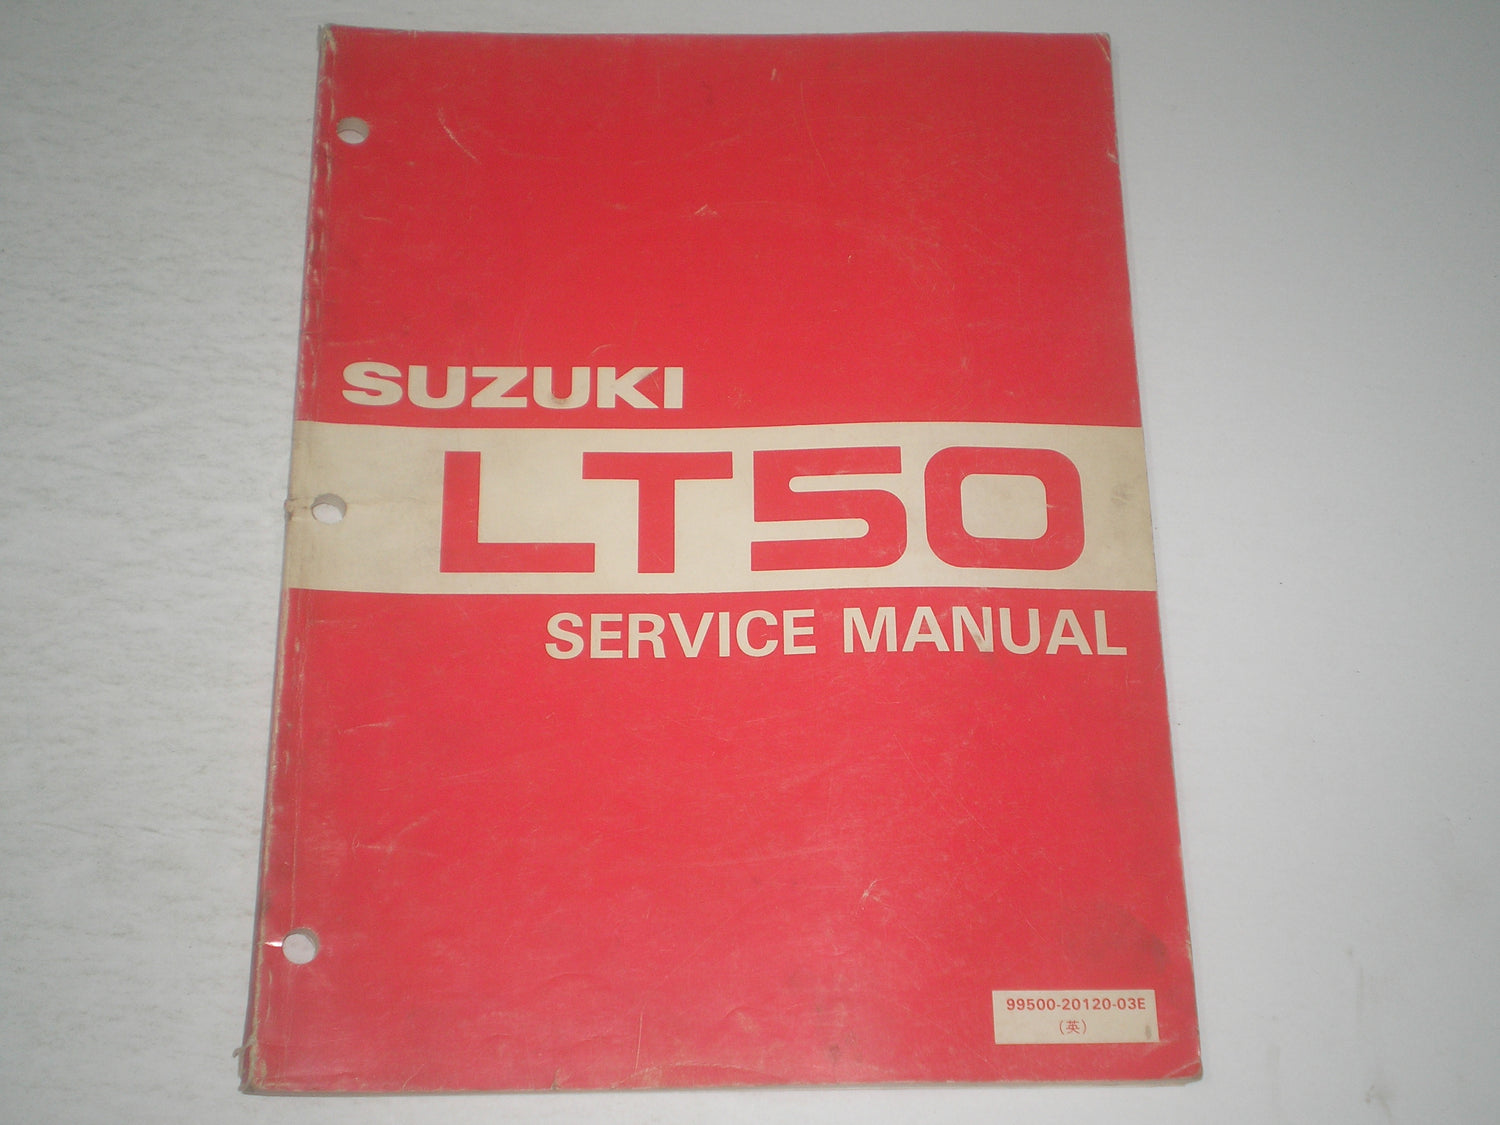 SUZUKI
LT50
SERVICE MANUAL
99500-20120-03E
(英)